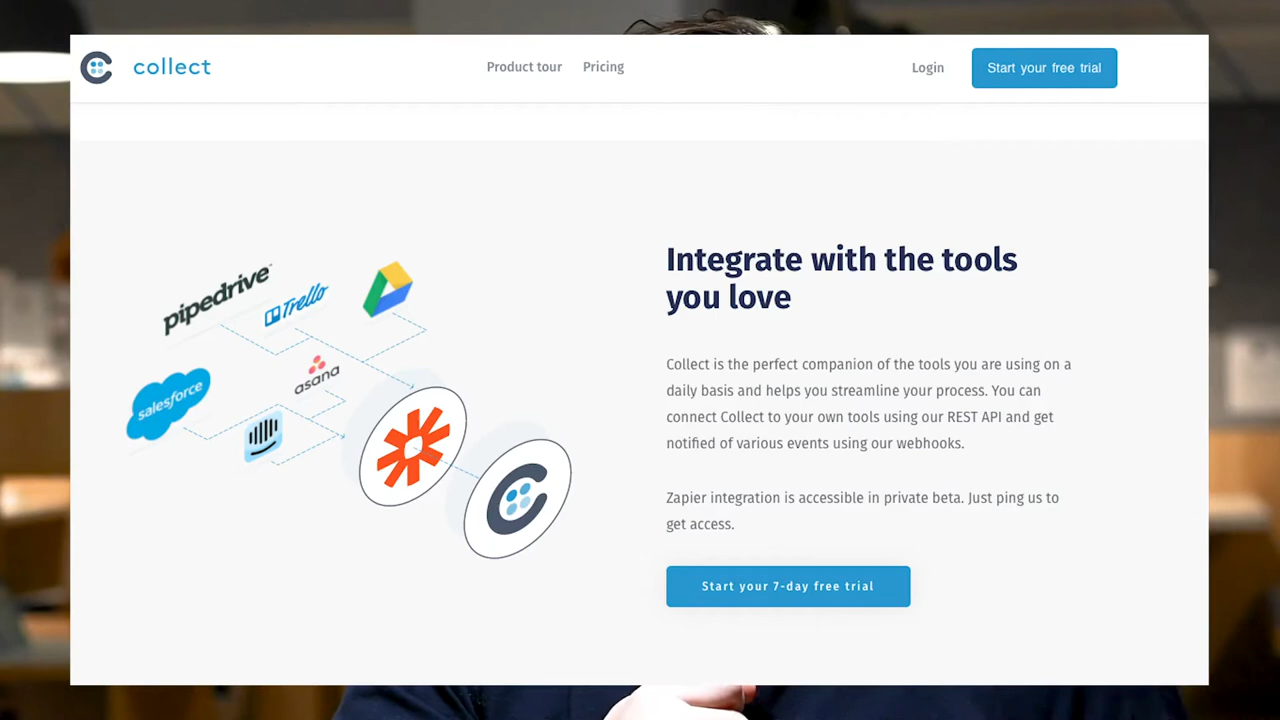 collect
Product tour
Pricing
Login
Start your free trial
pipedrive
Trello
salesforce
asana
Integrate with the tools
you love
Collect is the perfect companion of the tools you are using on a
daily basis and helps you streamline your process. You can
connect Collect to your own tools using our REST API and get
notified of various events using our webhooks.
Zapier integration is accessible in private beta. Just ping us to
get access.
Start your 7-day free trial